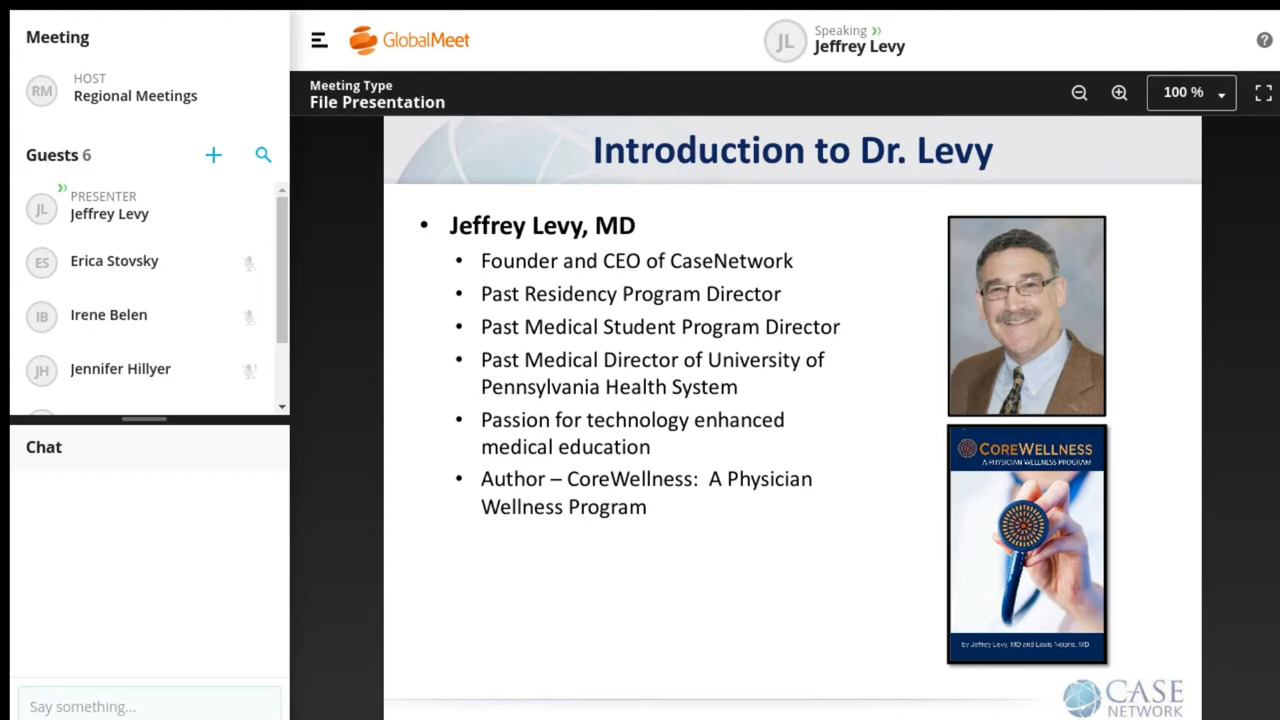 Meeting
RM
HOST
Regional Meetings
Guests 6
JL
PRESENTER
Jeffrey Levy
ES
Erica Stovsky
IB
Irene Belen
JH
Jennifer Hillyer
Chat
Say something...
GlobalMeet
JL
Speaking
Jeffrey Levy
?
Meeting Type
File Presentation
100 %
Introduction to Dr. Levy
• Jeffrey Levy, MD
• Founder and CEO of CaseNetwork
• Past Residency Program Director
• Past Medical Student Program Director
• Past Medical Director of University of
Pennsylvania Health System
• Passion for technology enhanced
medical education
• Author – CoreWellness: A Physician
Wellness Program
COREWELLNESS
A PHYSICIAN WELLNESS PROGRAM
by Jeffrey Levy, MD and Louis Neipris, MD
CASE
NETWORK